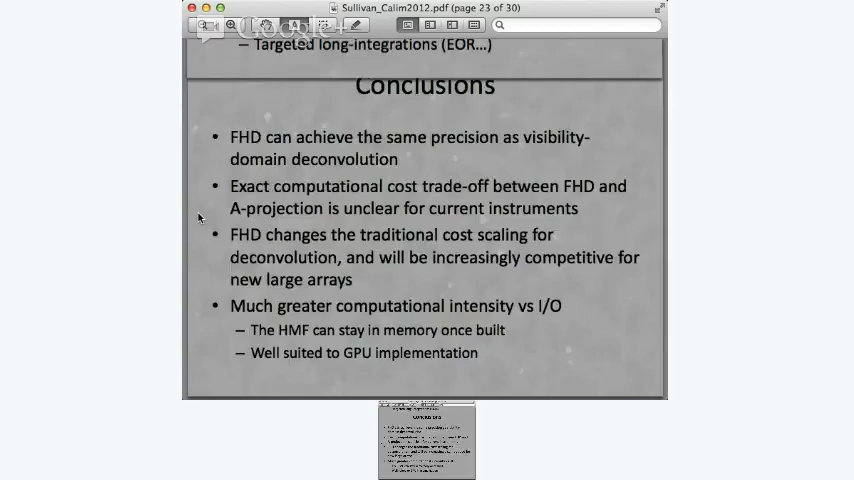 Sullivan_Calim2012.pdf (page 23 of 30)
Google+
– Targeted long-integrations (EOR...)
Conclusions
• FHD can achieve the same precision as visibility-
domain deconvolution
• Exact computational cost trade-off between FHD and
A-projection is unclear for current instruments
• FHD changes the traditional cost scaling for
deconvolution, and will be increasingly competitive for
new large arrays
• Much greater computational intensity vs I/O
– The HMF can stay in memory once built
– Well suited to GPU implementation
Conclusions